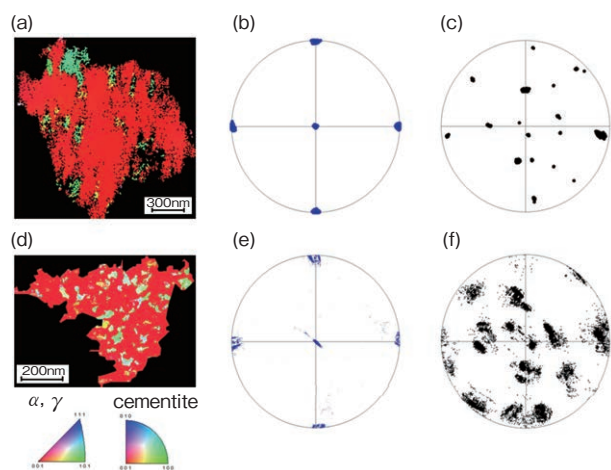 (a)
(b)
(c)
300nm
(d)
(e)
(f)
200nm
α, γ
cementite
111
001
101
010
001
100